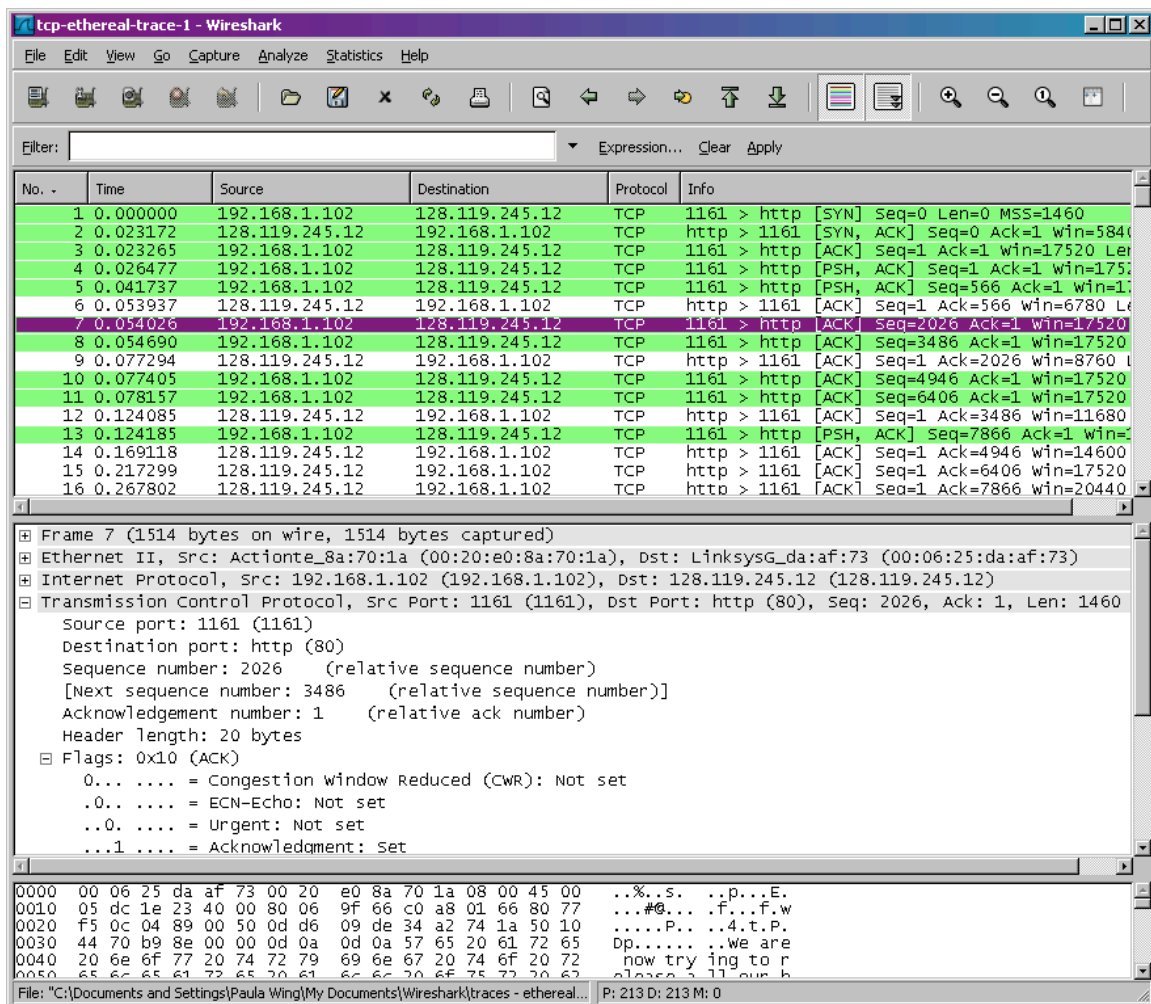 tcp-ethereal-trace-1 - Wireshark
File Edit View Go Capture Analyze Statistics Help
Filter: Expression... Clear Apply
No. - Time Source Destination Protocol Info
1 0.000000 192.168.1.102 128.119.245.12 TCP 1161 > http [SYN] Seq=0 Len=0 MSS=1460
2 0.023172 128.119.245.12 192.168.1.102 TCP http > 1161 [SYN, ACK] Seq=0 Ack=1 Win=5840
3 0.023265 192.168.1.102 128.119.245.12 TCP 1161 > http [ACK] Seq=1 Ack=1 Win=17520 Len
4 0.026477 192.168.1.102 128.119.245.12 TCP 1161 > http [PSH, ACK] Seq=1 Ack=1 Win=1752
5 0.041737 192.168.1.102 128.119.245.12 TCP 1161 > http [PSH, ACK] Seq=566 Ack=1 Win=17
6 0.053937 128.119.245.12 192.168.1.102 TCP http > 1161 [ACK] Seq=1 Ack=566 Win=6780 Le
7 0.054026 192.168.1.102 128.119.245.12 TCP 1161 > http [ACK] Seq=2026 Ack=1 Win=17520
8 0.054690 192.168.1.102 128.119.245.12 TCP 1161 > http [ACK] Seq=3486 Ack=1 Win=17520
9 0.077294 128.119.245.12 192.168.1.102 TCP http > 1161 [ACK] Seq=1 Ack=2026 Win=8760 L
10 0.077405 192.168.1.102 128.119.245.12 TCP 1161 > http [ACK] Seq=4946 Ack=1 Win=17520
11 0.078157 192.168.1.102 128.119.245.12 TCP 1161 > http [ACK] Seq=6406 Ack=1 Win=17520
12 0.124085 128.119.245.12 192.168.1.102 TCP http > 1161 [ACK] Seq=1 Ack=3486 Win=11680
13 0.124185 192.168.1.102 128.119.245.12 TCP 1161 > http [PSH, ACK] Seq=7866 Ack=1 Win=1
14 0.169118 128.119.245.12 192.168.1.102 TCP http > 1161 [ACK] Seq=1 Ack=4946 Win=14600
15 0.217299 128.119.245.12 192.168.1.102 TCP http > 1161 [ACK] Seq=1 Ack=6406 Win=17520
16 0.267802 128.119.245.12 192.168.1.102 TCP http > 1161 [ACK] Seq=1 Ack=7866 Win=20440
Frame 7 (1514 bytes on wire, 1514 bytes captured)
Ethernet II, Src: Actionte_8a:70:1a (00:20:e0:8a:70:1a), Dst: LinksysG_da:af:73 (00:06:25:da:af:73)
Internet Protocol, Src: 192.168.1.102 (192.168.1.102), Dst: 128.119.245.12 (128.119.245.12)
Transmission Control Protocol, Src Port: 1161 (1161), Dst Port: http (80), Seq: 2026, Ack: 1, Len: 1460
Source port: 1161 (1161)
Destination port: http (80)
Sequence number: 2026 (relative sequence number)
[Next sequence number: 3486 (relative sequence number)]
Acknowledgement number: 1 (relative ack number)
Header length: 20 bytes
Flags: 0x10 (ACK)
0... .... = Congestion Window Reduced (CWR): Not set
.0.. .... = ECN-Echo: Not set
..0. .... = Urgent: Not set
...1 .... = Acknowledgment: Set
0000 00 06 25 da af 73 00 20 e0 8a 70 1a 08 00 45 00 ..%..s. ..p...E.
0010 05 dc 1e 23 40 00 80 06 9f 66 c0 a8 01 66 80 77 ...#@... .f...f.w
0020 f5 0c 04 89 00 50 0d d6 09 de 34 a2 74 1a 50 10 .....P.. ..4.t.P.
0030 44 70 b9 8e 00 00 0d 0a 0d 0a 57 65 20 61 72 65 Dp...... ..We are
0040 20 6e 6f 77 20 74 72 79 69 6e 67 20 74 6f 20 72 now try ing to r
0050 65 6c 65 61 73 65 20 61 6c 6c 20 6f 75 72 20 62 elease a ll our b
File: "C:\Documents and Settings\Paula Wing\My Documents\Wireshark\traces - ethereal... P: 213 D: 213 M: 0